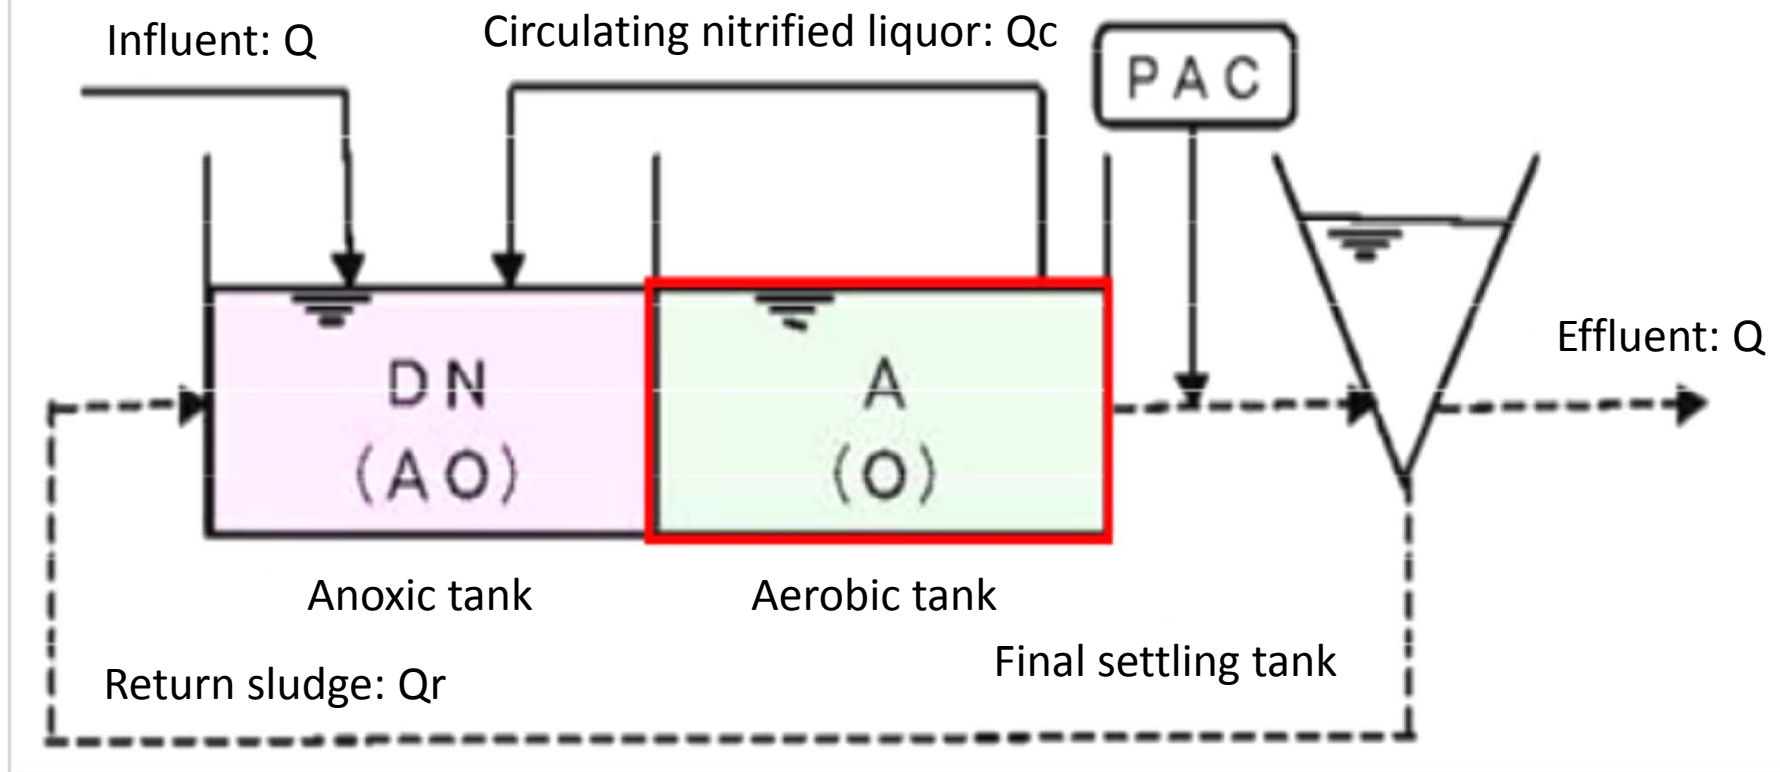 Influent: Q
Circulating nitrified liquor: Qc
PAC
Effluent: Q
DN
(AO)
A
(O)
Anoxic tank
Aerobic tank
Final settling tank
Return sludge: Qr